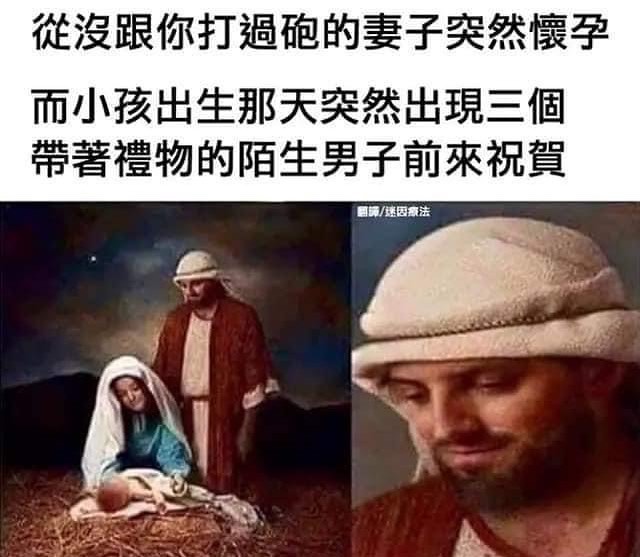 從沒跟你打過砲的妻子突然懷孕
而小孩出生那天突然出現三個
帶著禮物的陌生男子前來祝賀
翻譯/迷因療法